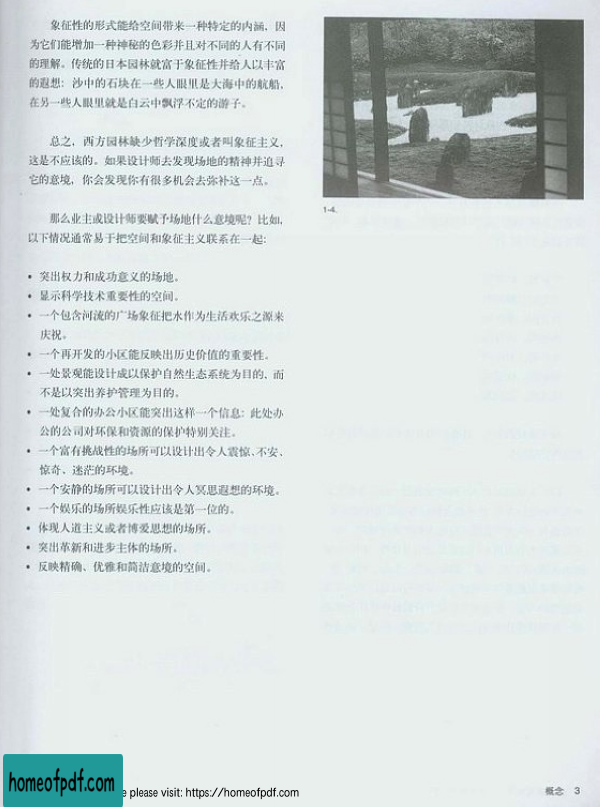 象征性的形式能给空间带来一种特定的内涵，因
为它们能增加一种神秘的色彩并且对不同的人有不同
的理解。传统的日本园林就富于象征性并给人以丰富
的遐想：沙中的石块在一些人眼里是大海中的航船，
在另一些人眼里就是白云中飘浮不定的游子。
总之，西方园林缺少哲学深度或者叫象征主义，
这是不应该的。如果设计师去发现场地的精神并追寻
它的意境，你会发现你有很多机会去弥补这一点。
那么业主或设计师要赋予场地什么意境呢？比如，
以下情况通常易于把空间和象征主义联系在一起：
• 突出权力和成功意义的场地。
• 显示科学技术重要性的空间。
• 一个包含河流的广场象征把水作为生活欢乐之源来
庆祝。
• 一个再开发的小区能反映出历史价值的重要性。
• 一处景观能设计成以保护自然生态系统为目的，而
不是以突出养护管理为目的。
• 一处复合的办公小区能突出这样一个信息：此处办
公的公司对环保和资源的保护特别关注。
• 一个富有挑战性的场所可以设计出令人震惊、不安、
惊奇、迷茫的环境。
• 一个安静的场所可以设计出令人冥思遐想的环境。
• 一个娱乐的场所娱乐性应该是第一位的。
• 体现人道主义或者博爱思想的场所。
• 突出革新和进步主体的场所。
• 反映精确、优雅和简洁意境的空间。
1-4.
概念 3
homeofpdf.com
please visit: https://homeofpdf.com